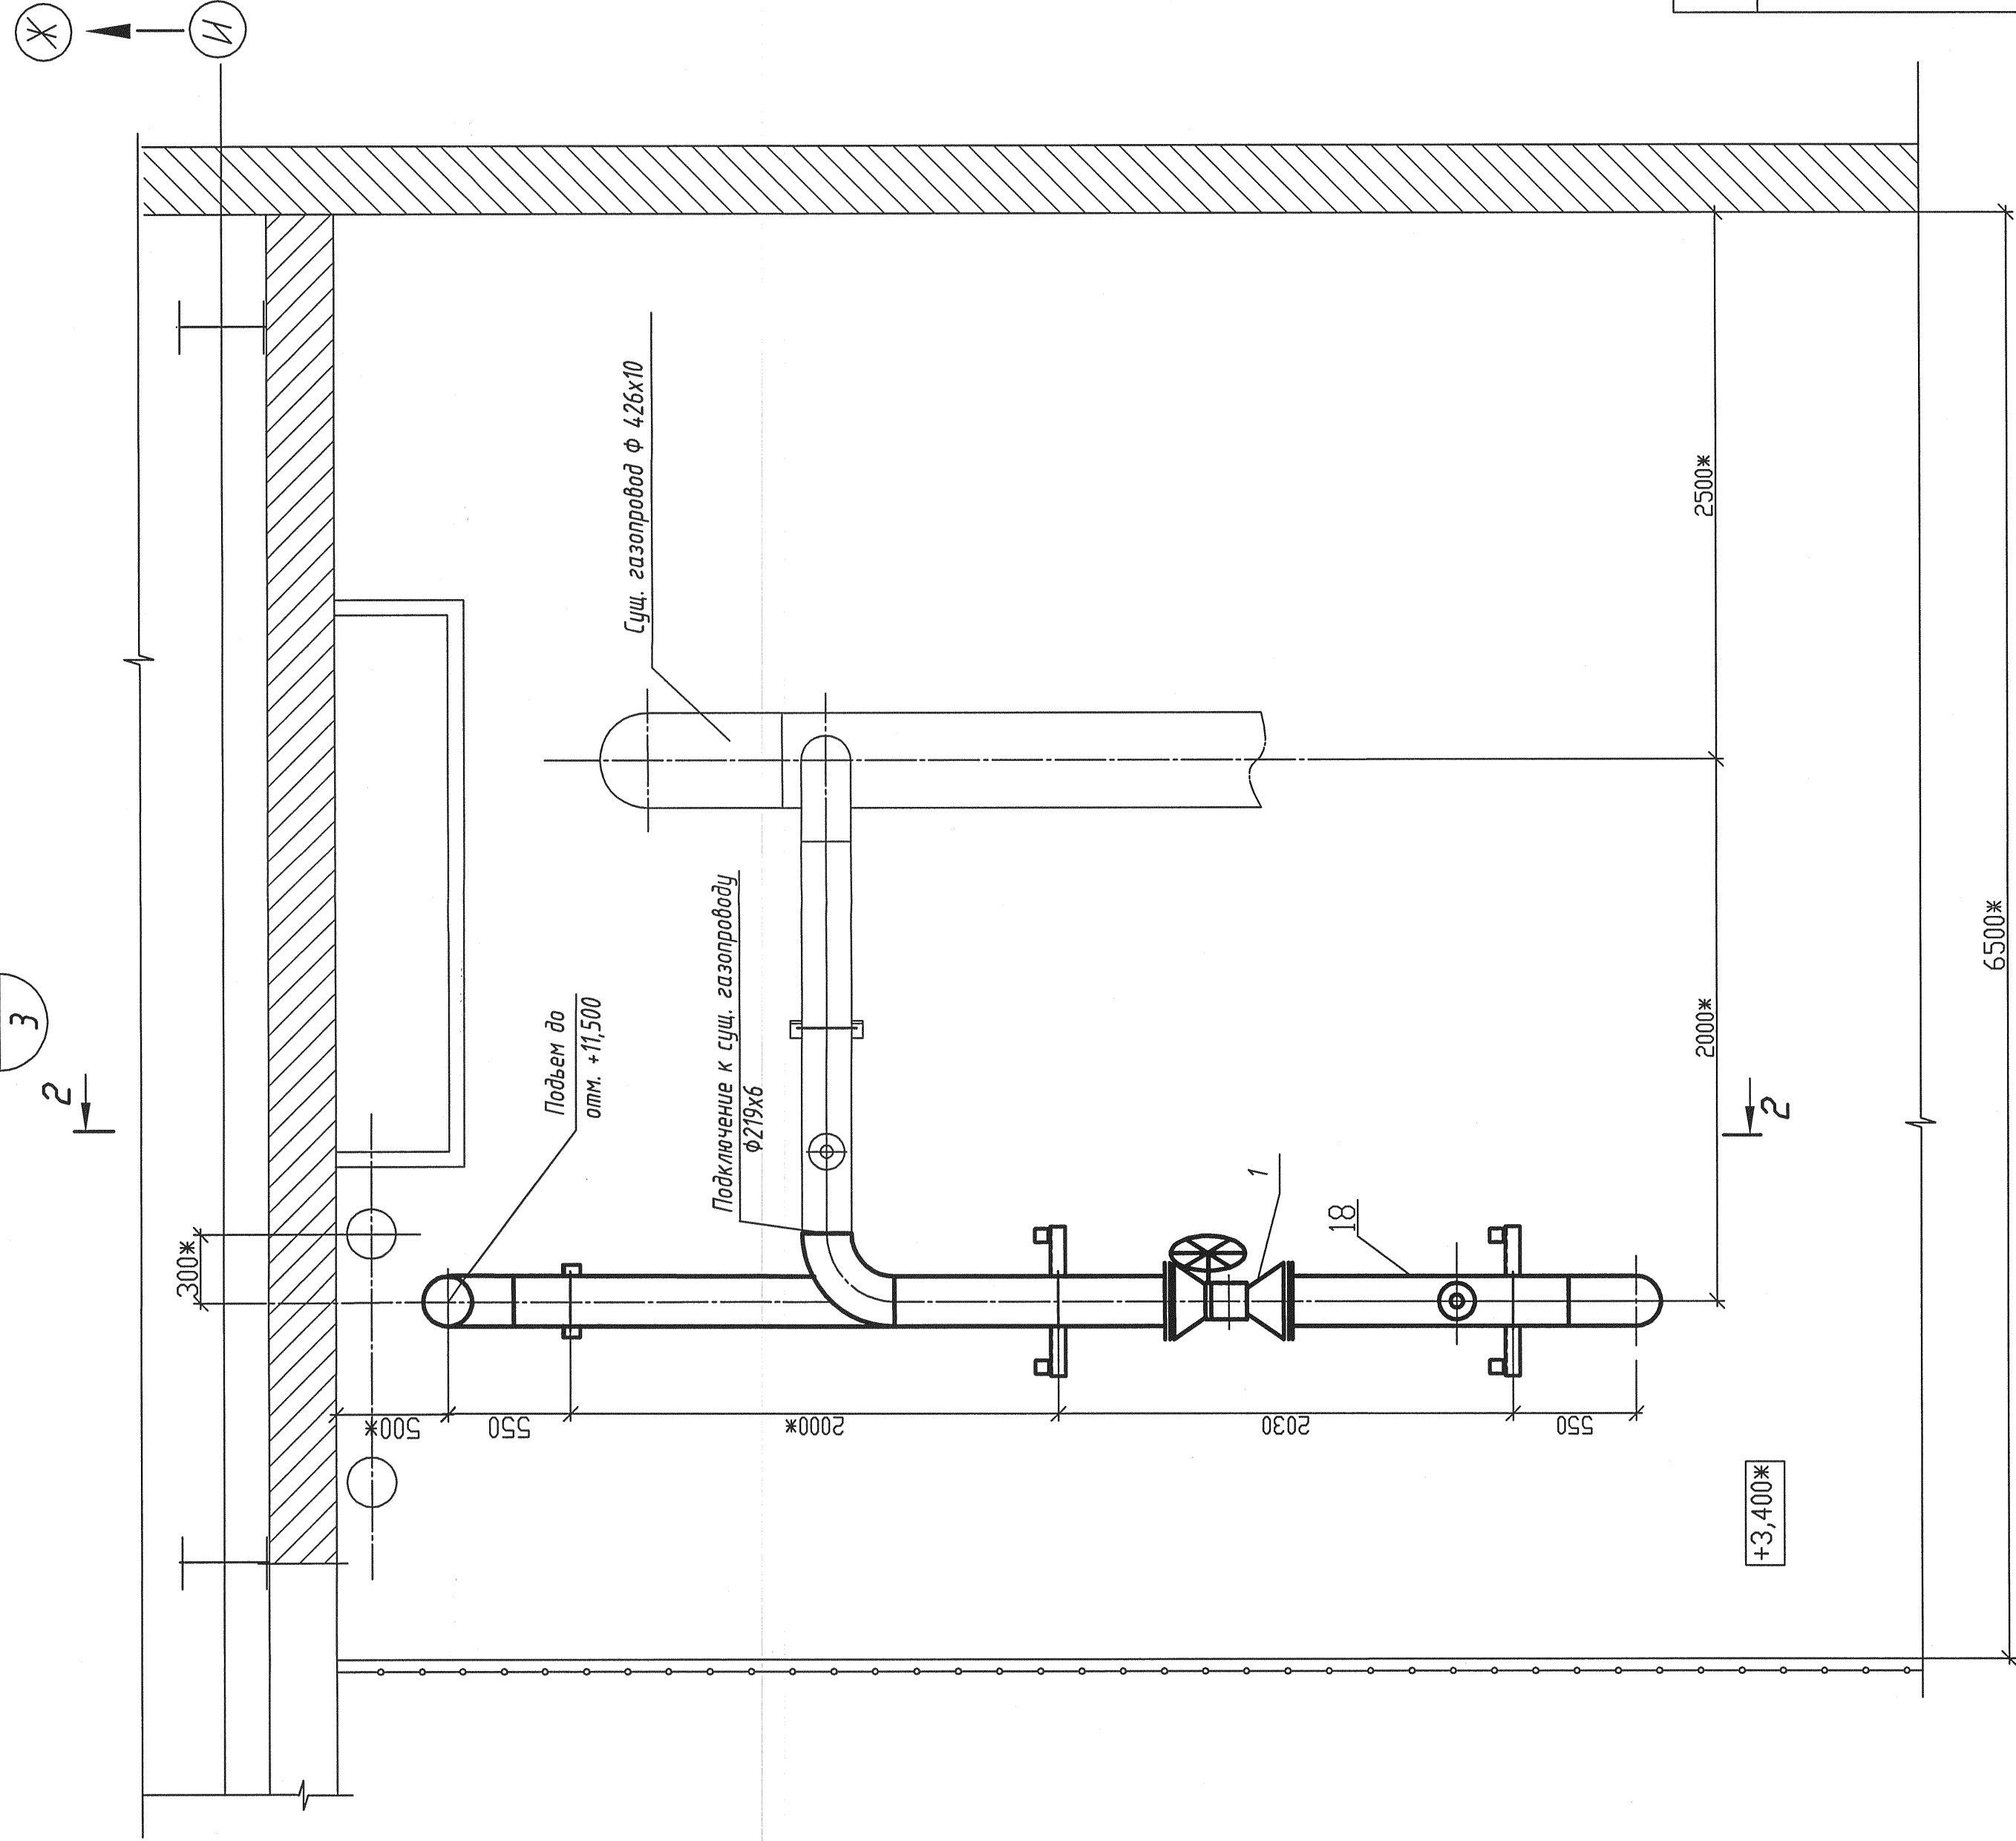 Ж
И
3
2
300*
Подъем до
отм. +11,500
Сущ. газопровод ф 426х10
Подключение к сущ. газопроводу
ф219х6
500*
550
2000*
2030
550
1
18
2500*
2000*
2
+3,400*
6500*